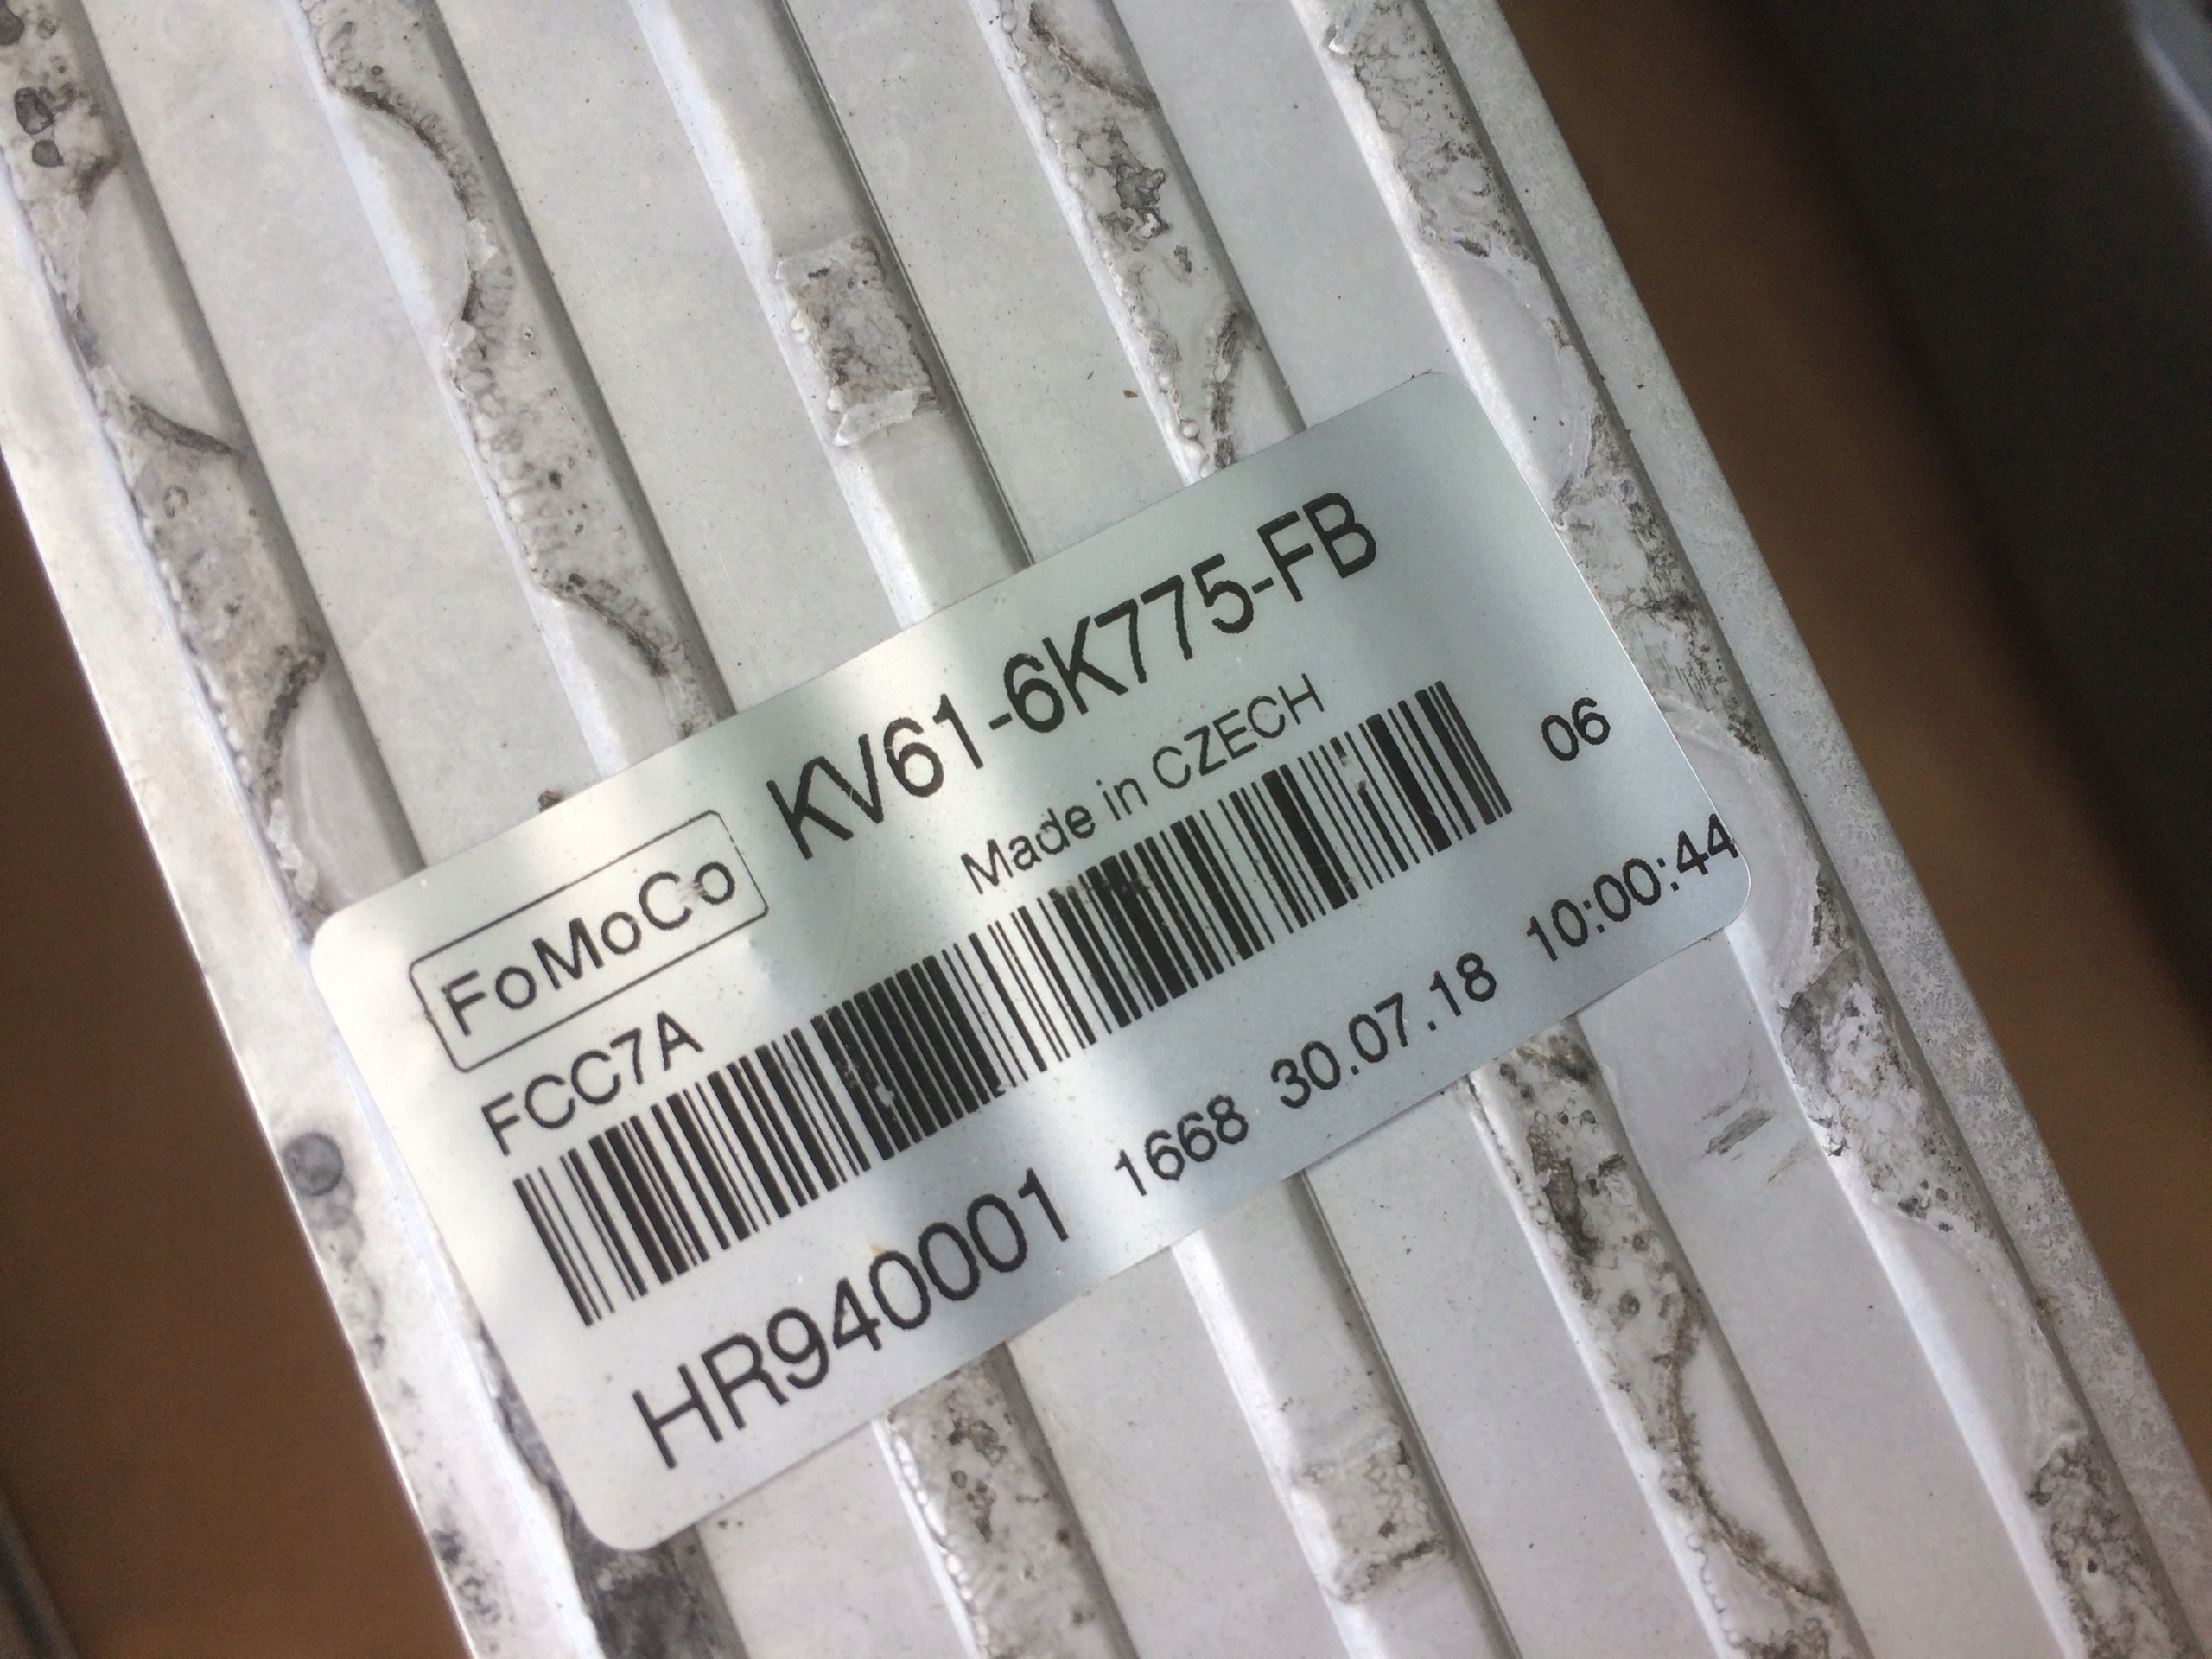 FoMoCo KV61-6K775-FB
Made in CZECH
FCC7A
06
HR940001 1668 30.07.18 10:00:44